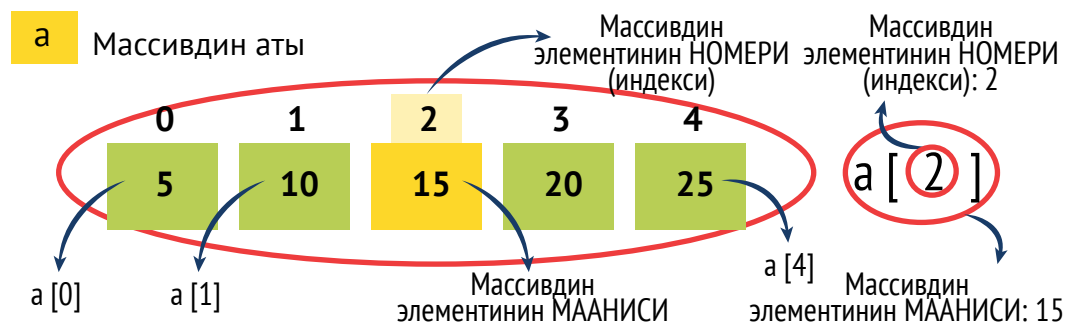 a
Массивдин аты
Массивдин
элементинин НОМЕРИ
(индекси)
Массивдин
элементинин НОМЕРИ
(индекси): 2
0 1 2 3 4
5 10 15 20 25
a [ 2 ]
a [0]
a [1]
Массивдин
элементинин МААНИСИ
a [4]
Массивдин
элементинин МААНИСИ: 15